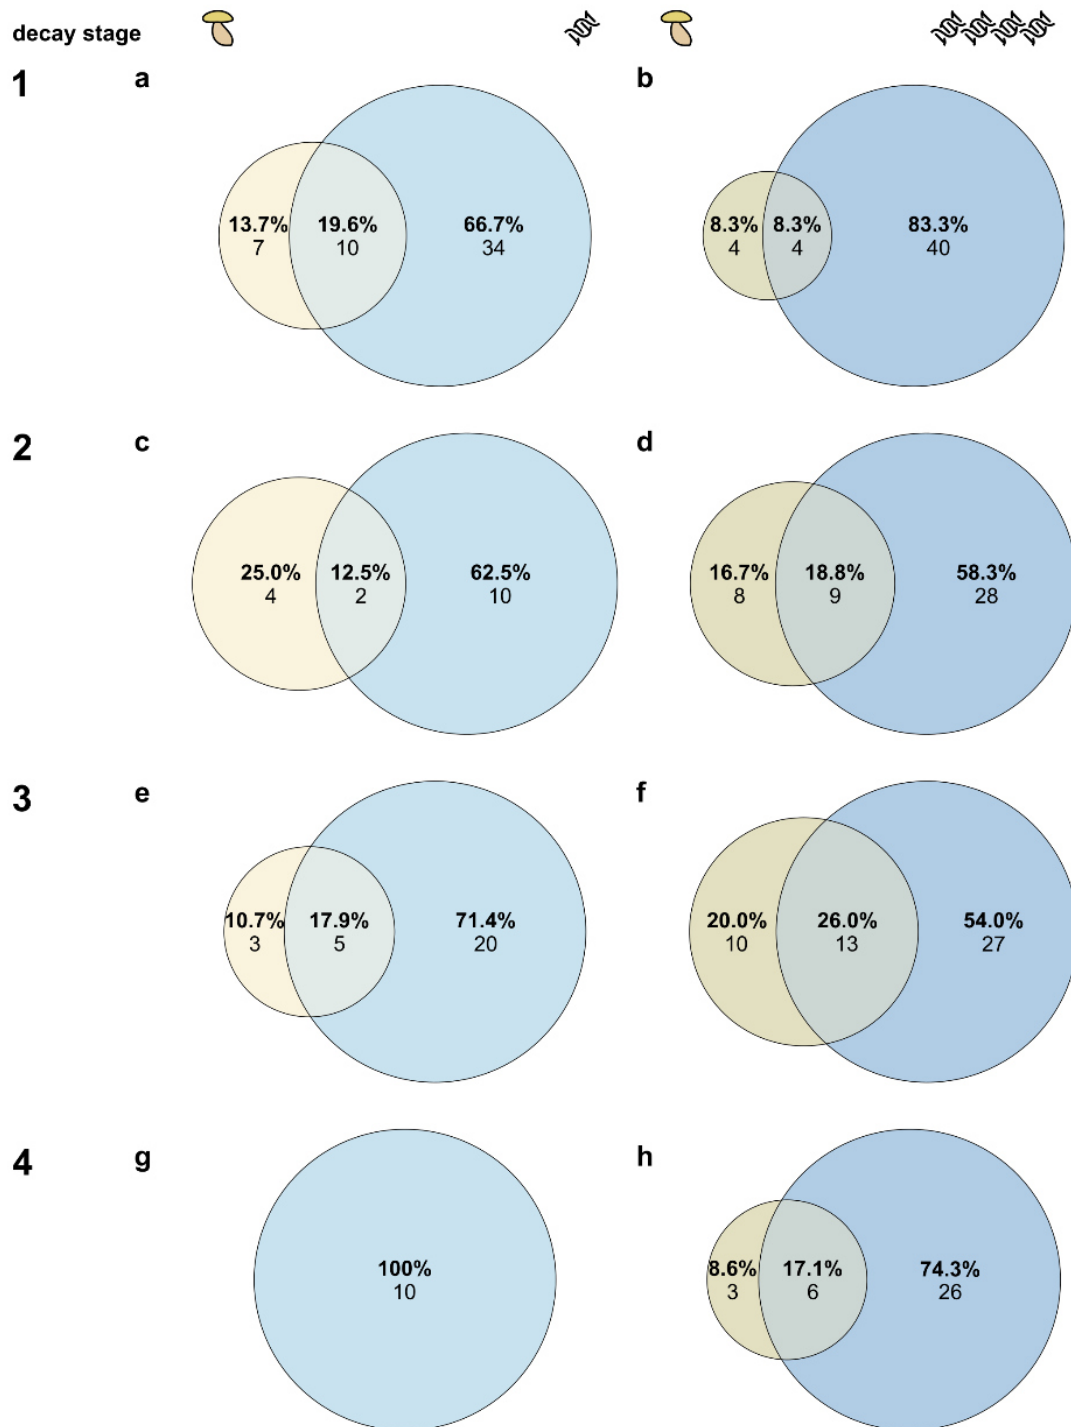 decay stage
1 a b
13.7% 19.6% 66.7% 8.3% 8.3% 83.3%
7 10 34 4 4 40
2 c d
25.0% 12.5% 62.5% 16.7% 18.8% 58.3%
4 2 10 8 9 28
3 e f
10.7% 17.9% 71.4% 20.0% 26.0% 54.0%
3 5 20 10 13 27
4 g h
100% 8.6% 17.1% 74.3%
10 3 6 26